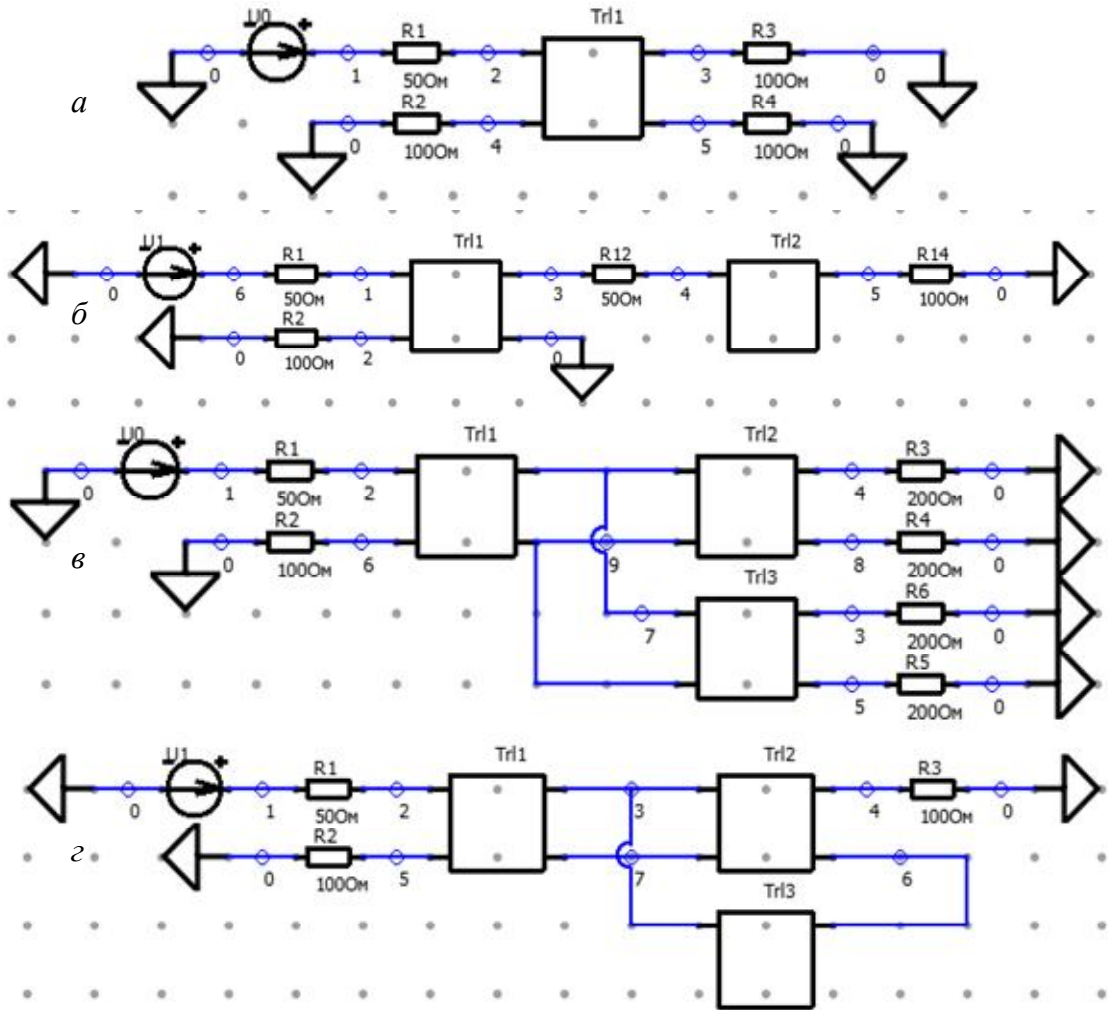 U0 Trl1
R1 R3
0 1 50Ом 2 3 100Ом 0
а
R2 R4
0 100Ом 4 5 100Ом 0
U1 Trl1 Trl2
R1 R12 R14
0 6 50Ом 1 3 50Ом 4 5 100Ом 0
б
R2
0 100Ом 2 0
U0 Trl1 Trl2
R1 R3
0 1 50Ом 2 4 200Ом 0
R2 R4
в
0 100Ом 6 9 8 200Ом 0
Trl3 R6
7 3 200Ом 0
R5
5 200Ом 0
U1 Trl1 Trl2
R1 R3
0 1 50Ом 2 3 4 100Ом 0
R2
г
0 100Ом 5 7 6
Trl3